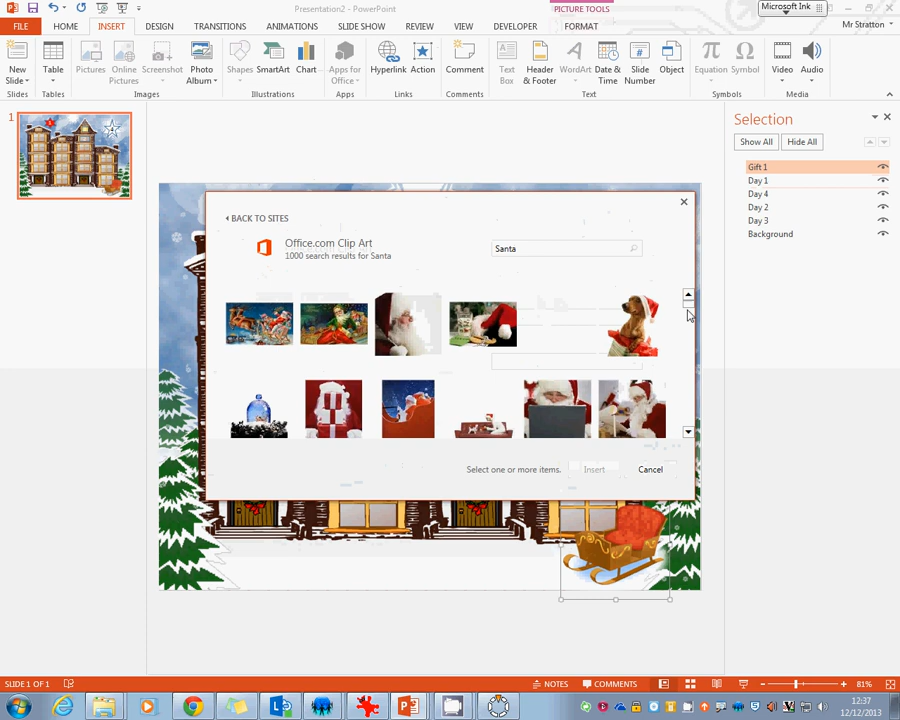 Presentation2 - PowerPoint
PICTURE TOOLS
Microsoft Ink
FILE HOME INSERT DESIGN TRANSITIONS ANIMATIONS SLIDE SHOW REVIEW VIEW DEVELOPER FORMAT
Mr Stratton
New Slide Table Pictures Online Pictures Screenshot Photo Album Shapes SmartArt Chart Apps for Office Hyperlink Action Comment Text Box Header & Footer WordArt Date & Time Slide Number Object Equation Symbol Video Audio
Slides Tables Images Illustrations Apps Links Comments Text Symbols Media
1
Selection
Show All Hide All
Gift 1
Day 1
Day 4
Day 2
Day 3
Background
BACK TO SITES
Office.com Clip Art
1000 search results for Santa
Santa
Select one or more items. Insert Cancel
SLIDE 1 OF 1
NOTES COMMENTS 81%
12:37
12/12/2013